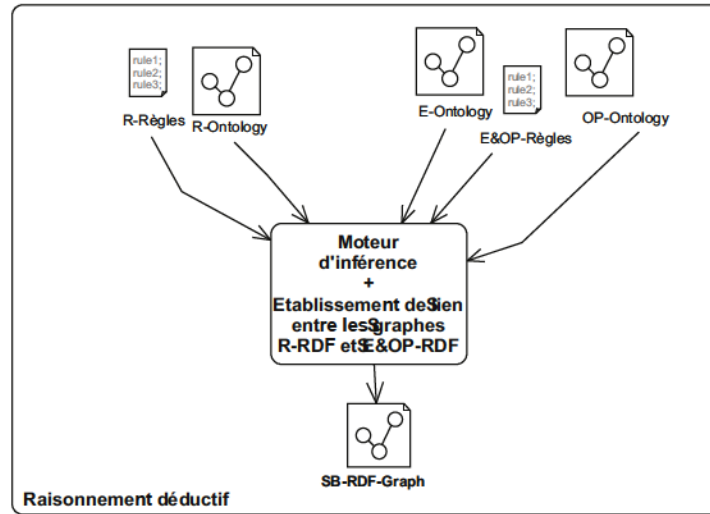 rule1;
rule2;
rule3;
R-Règles
R-Ontology
E-Ontology
rule1;
rule2;
rule3;
E&OP-Règles
OP-Ontology
Moteur
d'inférence
+
Etablissement de lien
entre les graphes
R-RDF et E&OP-RDF
SB-RDF-Graph
Raisonnement déductif